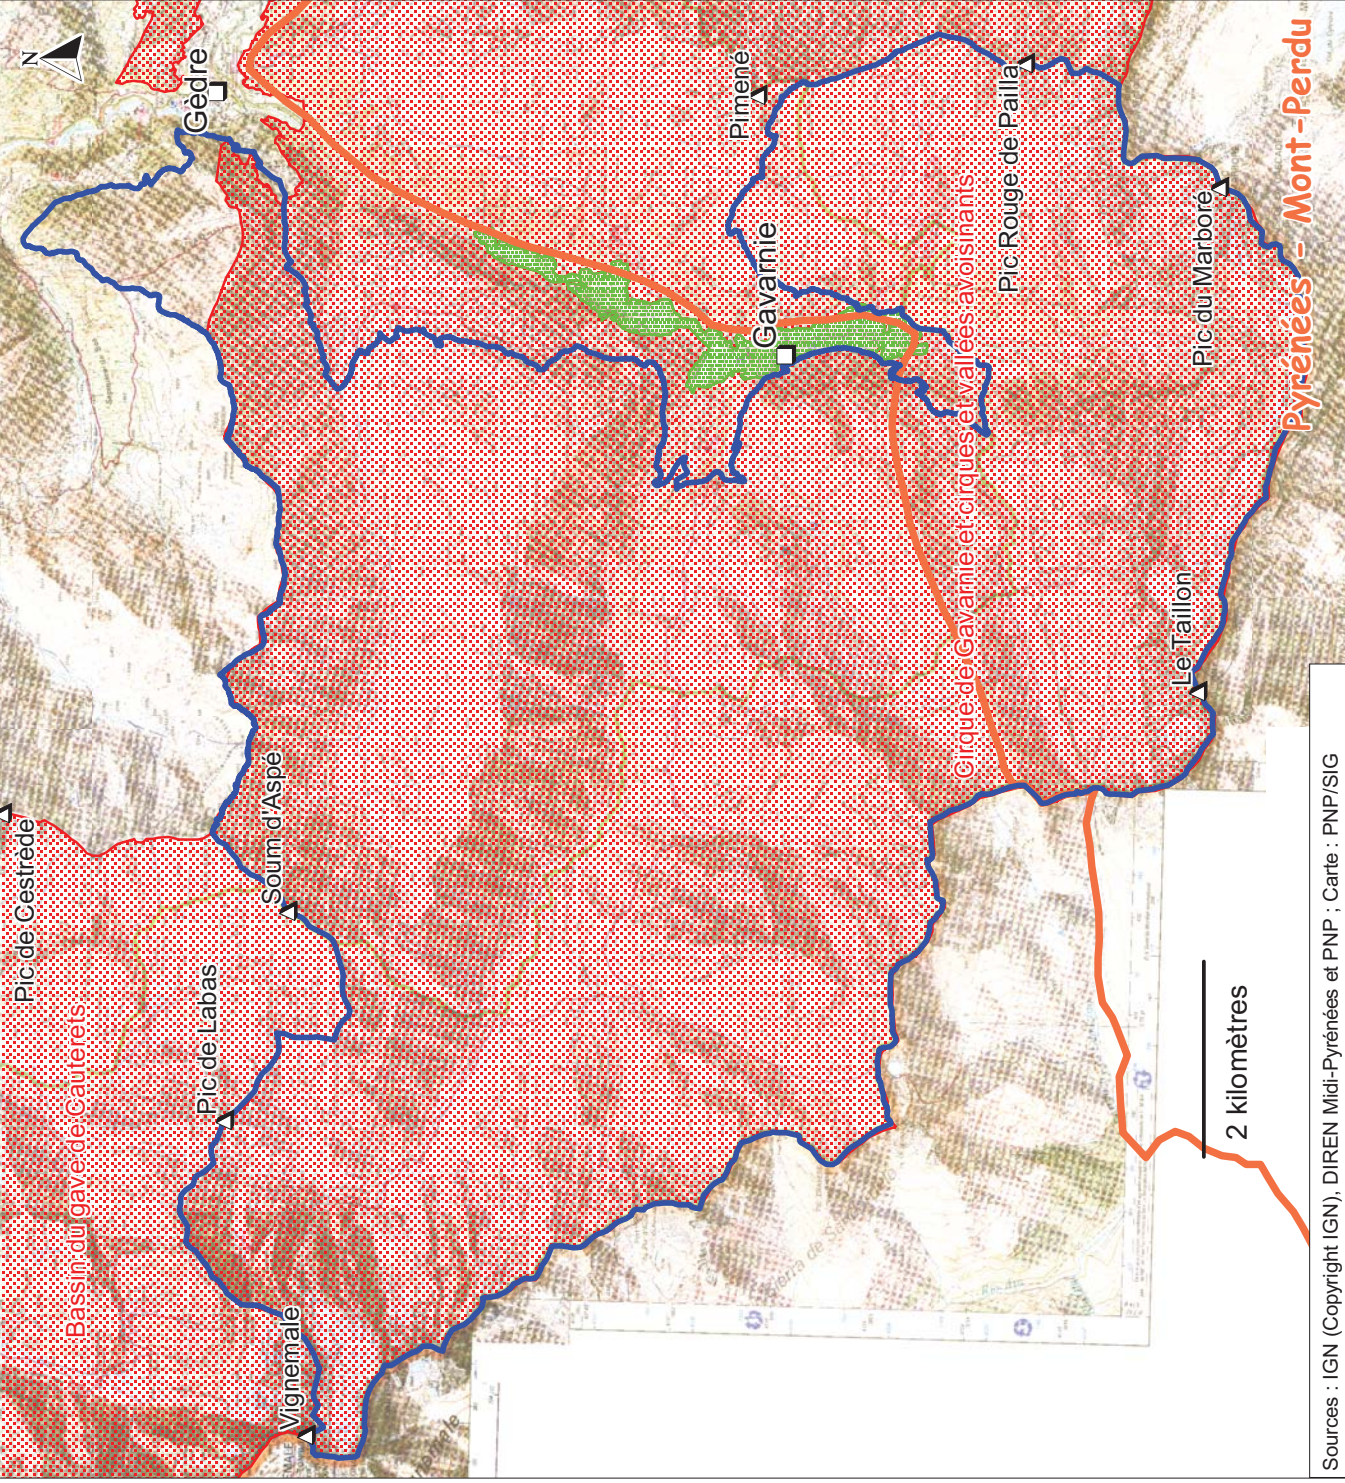 N
Gèdre
Pic de Cestrede
Bassin du gave de Cauterets
Soum d'Aspé
Pic de Labas
Vignemale
Pimené
Gavarnie
Pic Rouge de Pailla
Cirque de Gavarnie et cirques et vallées avoisinants
Pic du Marboré
Le Taillon
Pyrénées - Mont-Perdu
2 kilomètres
Sources : IGN (Copyright IGN), DIREN Midi-Pyrénées et PNP ; Carte : PNP/SIG